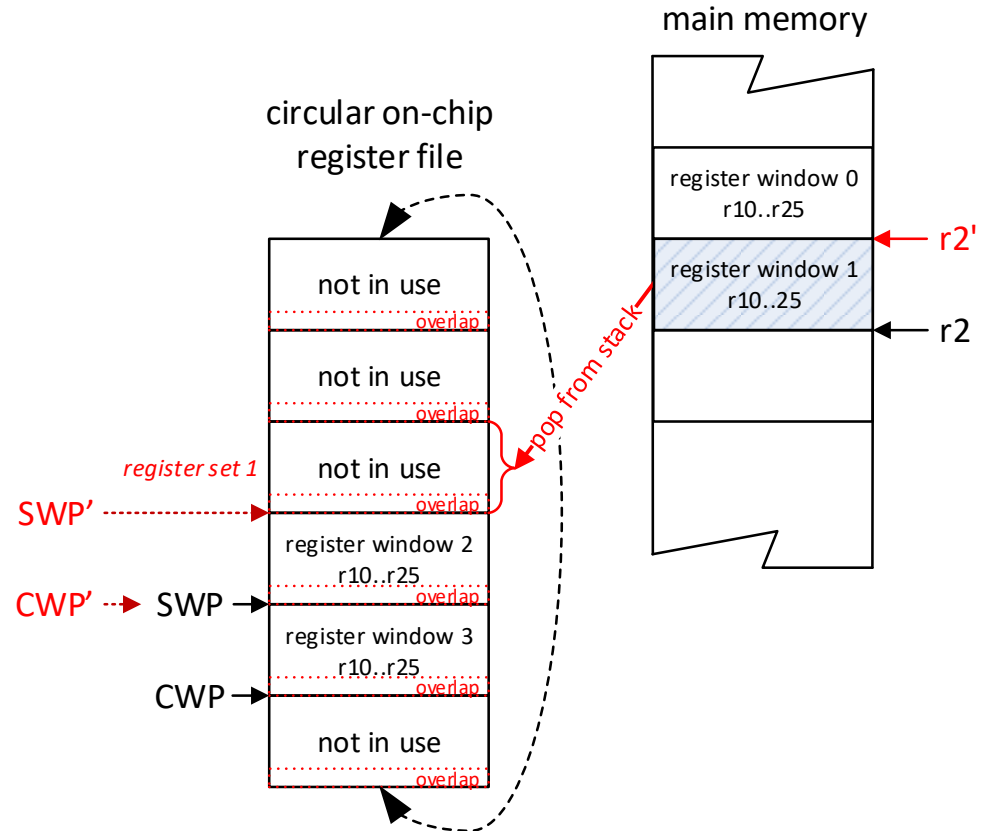 main memory
circular on-chip
register file
register window 0
r10..r25
r2'
register window 1
r10..25
r2
not in use
overlap
not in use
overlap
pop from stack
register set 1
not in use
overlap
SWP’
register window 2
r10..r25
overlap
CWP’
SWP
register window 3
r10..r25
overlap
CWP
not in use
overlap